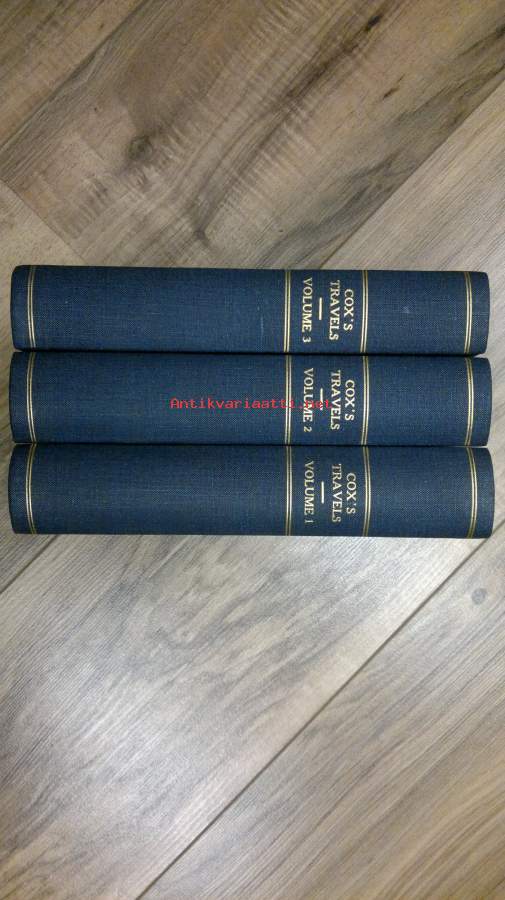 COX'S
TRAVELS
VOLUME 3
COX'S
TRAVELS
VOLUME 2
Antikvariaatti.net
COX'S
TRAVELS
VOLUME 1